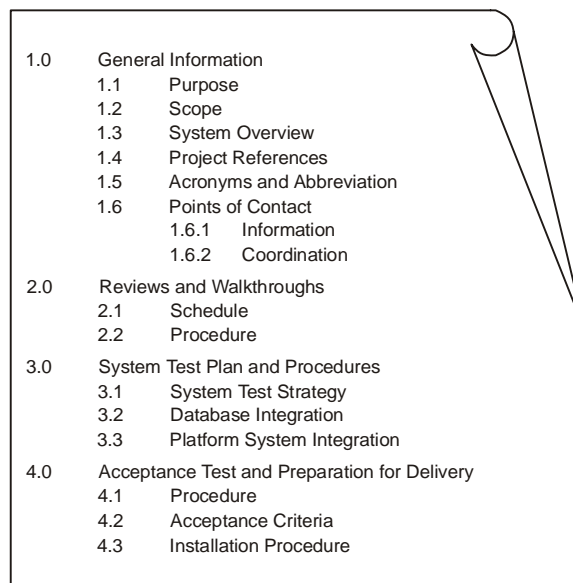 1.0 General Information
1.1 Purpose
1.2 Scope
1.3 System Overview
1.4 Project References
1.5 Acronyms and Abbreviation
1.6 Points of Contact
1.6.1 Information
1.6.2 Coordination
2.0 Reviews and Walkthroughs
2.1 Schedule
2.2 Procedure
3.0 System Test Plan and Procedures
3.1 System Test Strategy
3.2 Database Integration
3.3 Platform System Integration
4.0 Acceptance Test and Preparation for Delivery
4.1 Procedure
4.2 Acceptance Criteria
4.3 Installation Procedure